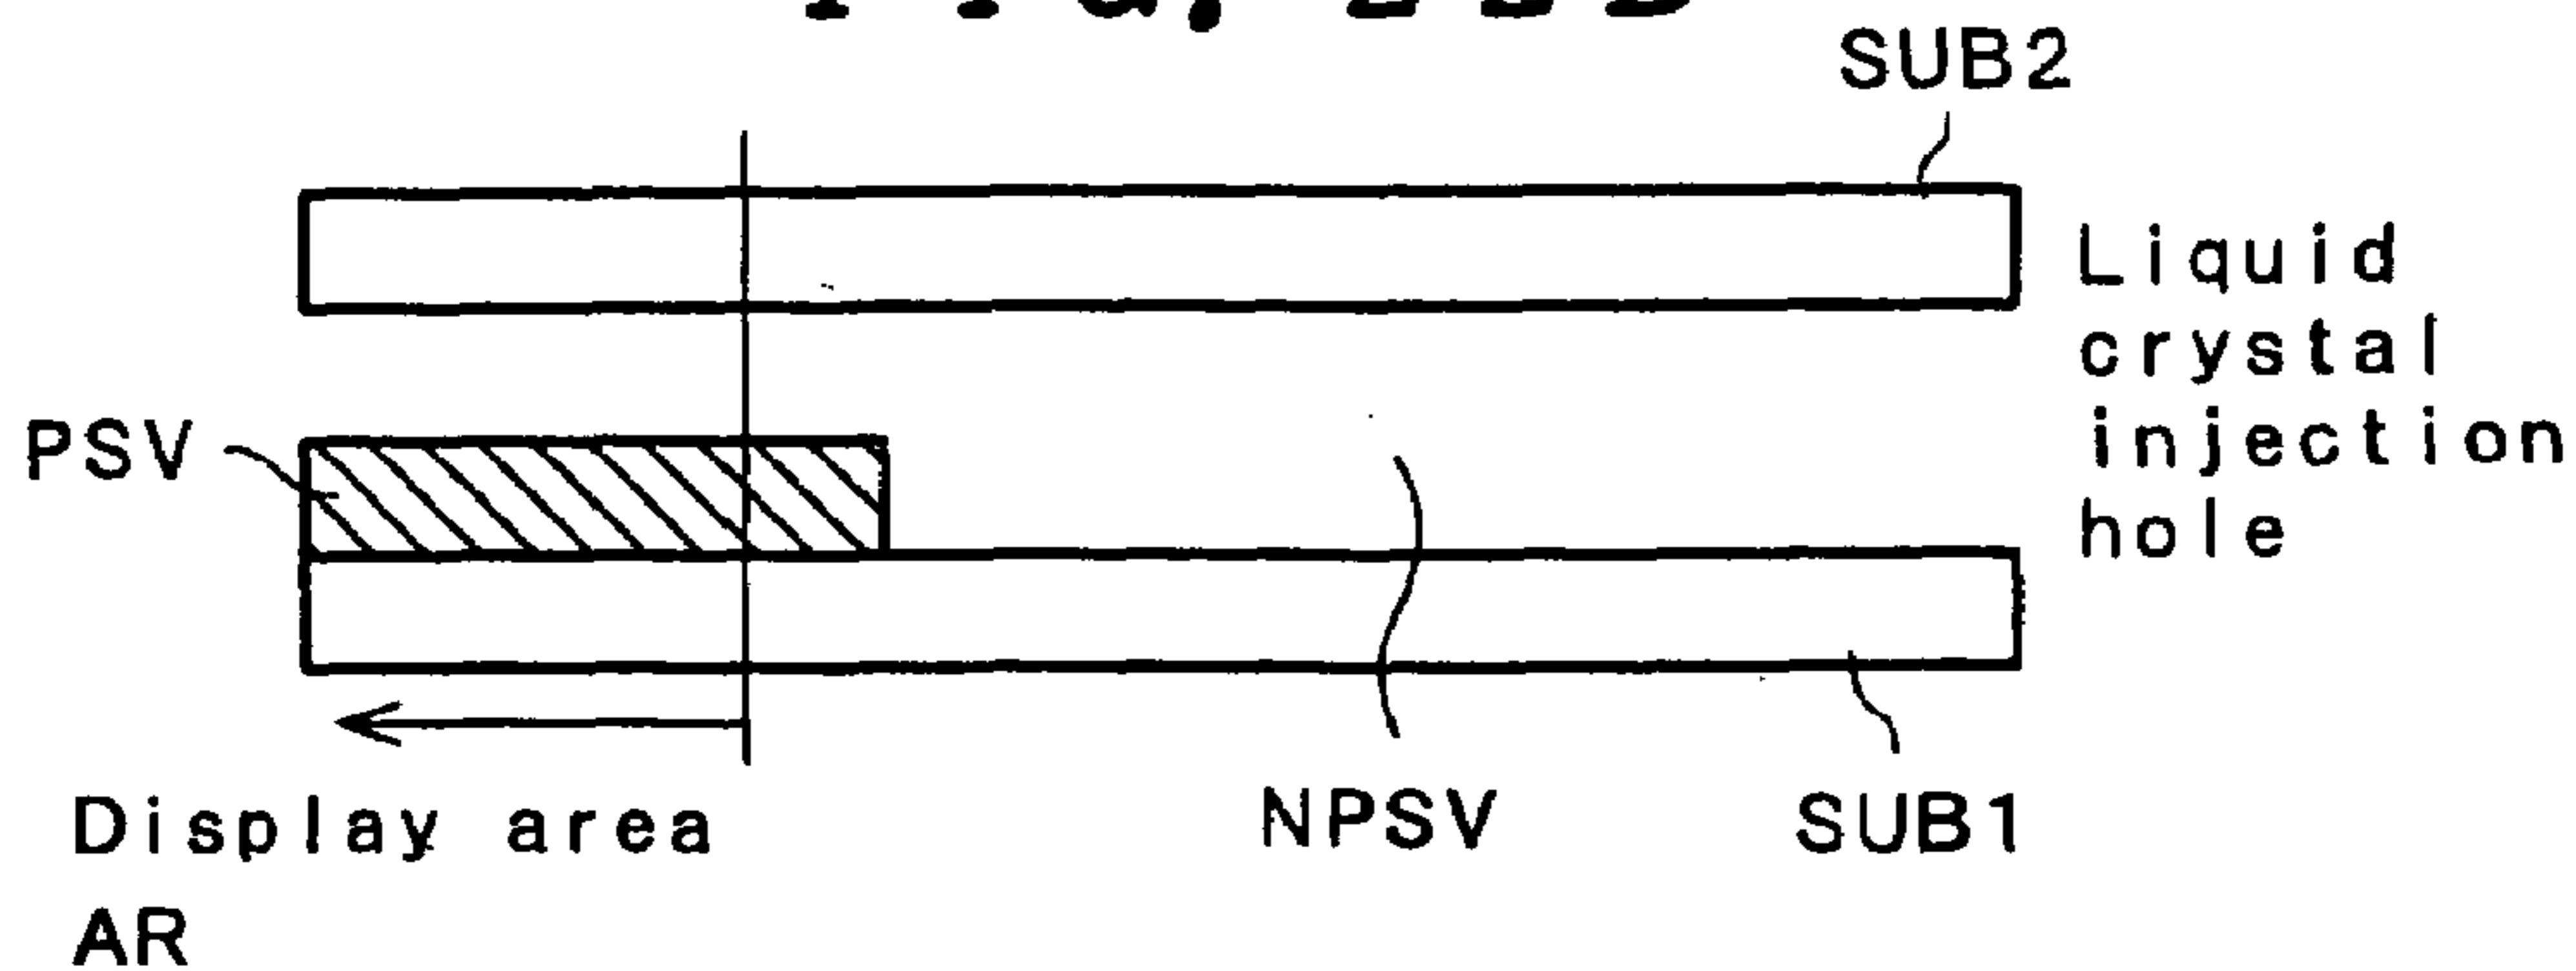 SUB2
Liquid
crystal
injection
hole
PSV
NPSV
SUB1
Display area
AR